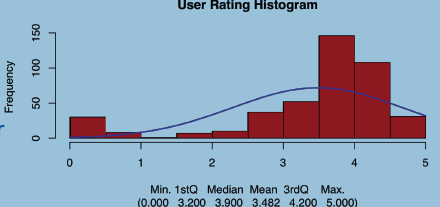 User Rating Histogram
150
100
50
0
Frequency
0 1 2 3 4 5
Min. 1stQ Median Mean 3rdQ Max.
(0.000 3.200 3.900 3.482 4.200 5.000)